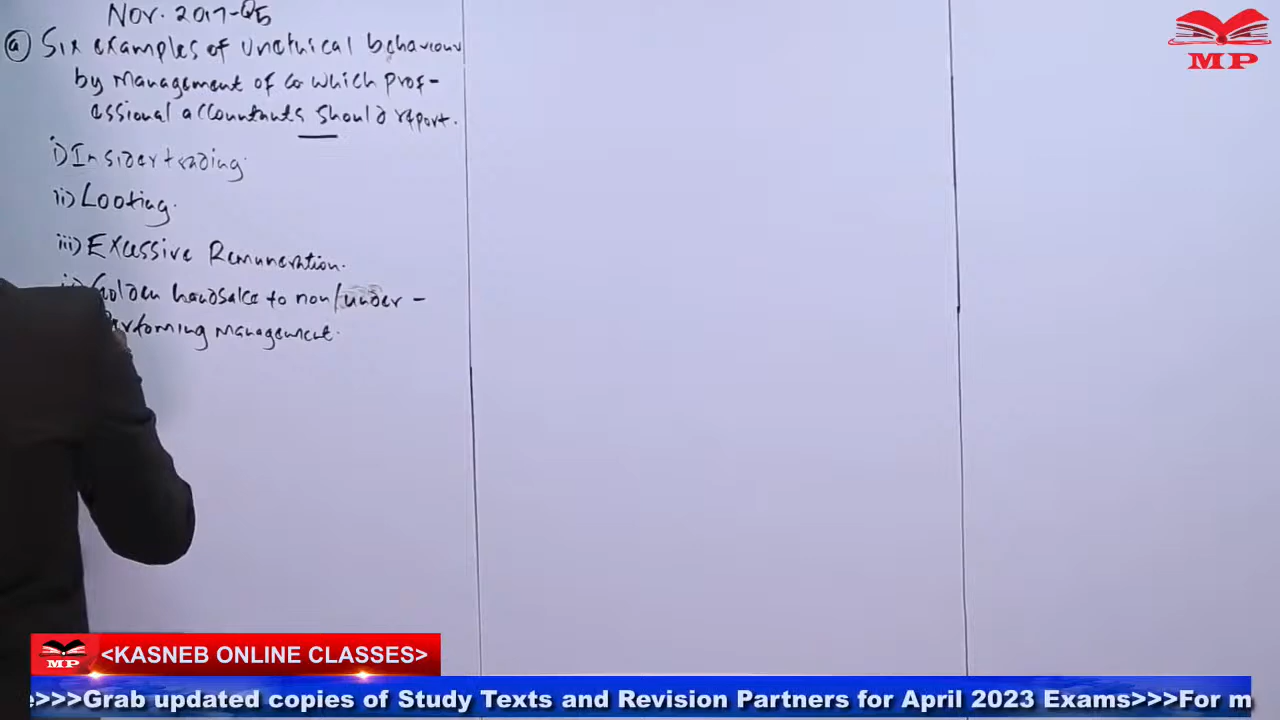 Nov. 2017-Q5
a Six examples of Unethical behaviour
by Management of Co which prof-
essional accountants should report.
i) Insider trading.
ii) Looting.
iii) Excessive Remuneration.
Golden handsake to non/under-
performing management.
MP
MP
<KASNEB ONLINE CLASSES>
e>>>Grab updated copies of Study Texts and Revision Partners for April 2023 Exams>>>For m